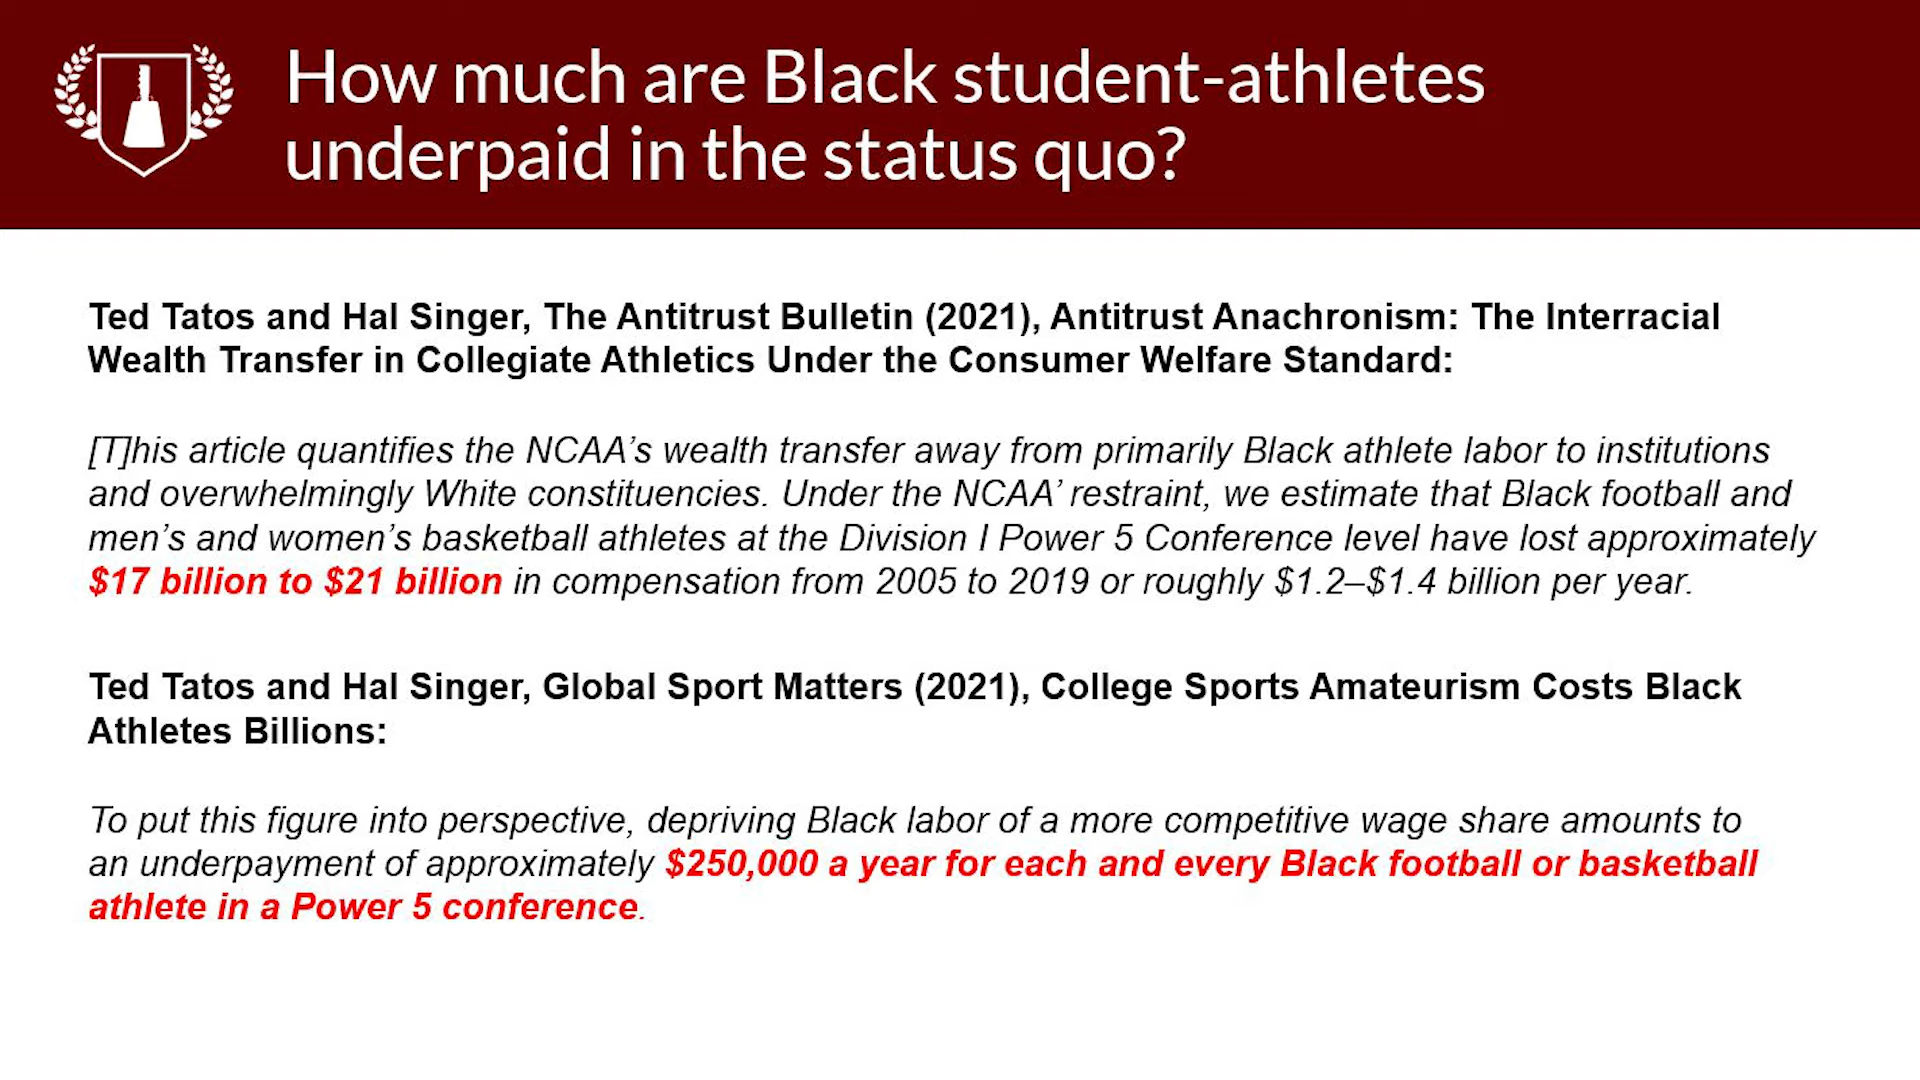 How much are Black student-athletes
underpaid in the status quo?
Ted Tatos and Hal Singer, The Antitrust Bulletin (2021), Antitrust Anachronism: The Interracial
Wealth Transfer in Collegiate Athletics Under the Consumer Welfare Standard:
[T]his article quantifies the NCAA’s wealth transfer away from primarily Black athlete labor to institutions
and overwhelmingly White constituencies. Under the NCAA’ restraint, we estimate that Black football and
men’s and women’s basketball athletes at the Division I Power 5 Conference level have lost approximately
$17 billion to $21 billion in compensation from 2005 to 2019 or roughly $1.2–$1.4 billion per year.
Ted Tatos and Hal Singer, Global Sport Matters (2021), College Sports Amateurism Costs Black
Athletes Billions:
To put this figure into perspective, depriving Black labor of a more competitive wage share amounts to
an underpayment of approximately $250,000 a year for each and every Black football or basketball
athlete in a Power 5 conference.